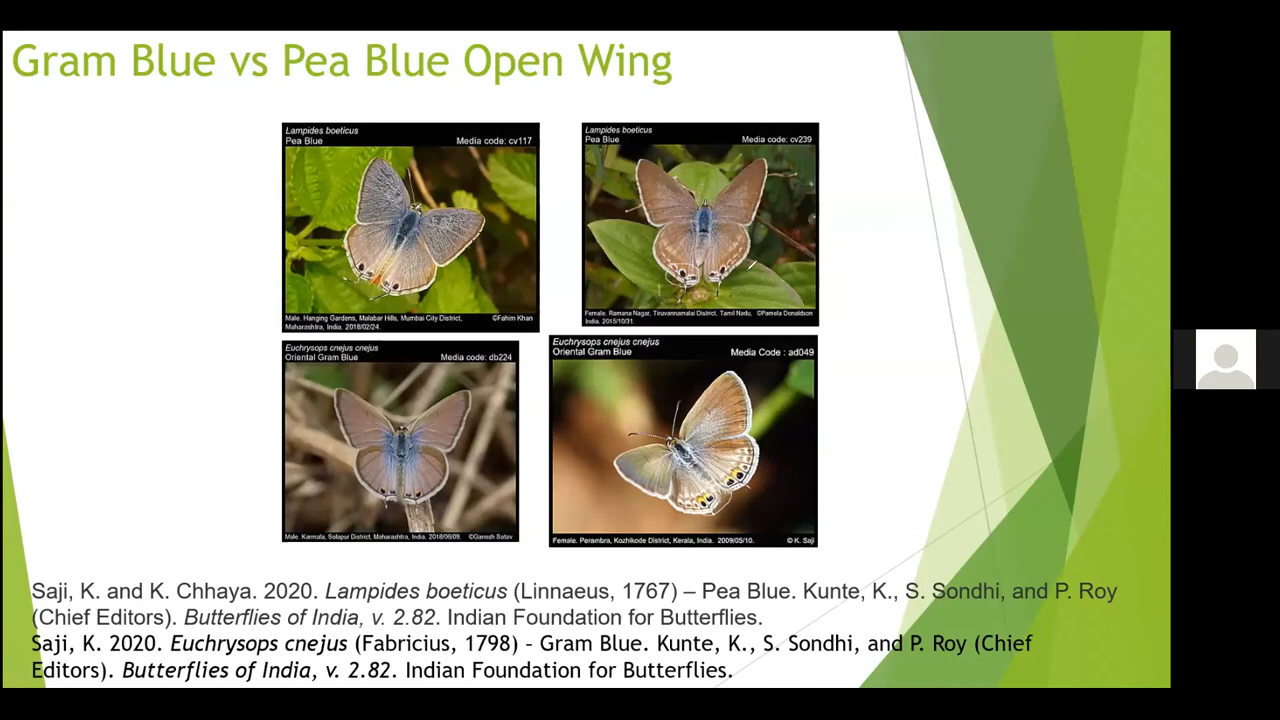 Gram Blue vs Pea Blue Open Wing
Lampides boeticus
Pea Blue Media code: cv117
Male. Hanging Gardens, Malabar Hills, Mumbai City District, ©Fahim Khan
Maharashtra, India. 2018/02/24.
Lampides boeticus
Pea Blue Media code: cv239
Female. Ramana Nagar, Tiruvannamalai District, Tamil Nadu, ©Pamela Donaldson
India. 2015/10/31.
Euchrysops cnejus cnejus
Oriental Gram Blue Media code: db224
Male. Karmala, Solapur District, Maharashtra, India. 2018/06/09. ©Ganesh Satav
Euchrysops cnejus cnejus
Oriental Gram Blue Media Code : ad049
Female. Perambra, Kozhikode District, Kerala, India. 2009/05/10. © K. Saji
Saji, K. and K. Chhaya. 2020. Lampides boeticus (Linnaeus, 1767) – Pea Blue. Kunte, K., S. Sondhi, and P. Roy
(Chief Editors). Butterflies of India, v. 2.82. Indian Foundation for Butterflies.
Saji, K. 2020. Euchrysops cnejus (Fabricius, 1798) – Gram Blue. Kunte, K., S. Sondhi, and P. Roy (Chief
Editors). Butterflies of India, v. 2.82. Indian Foundation for Butterflies.